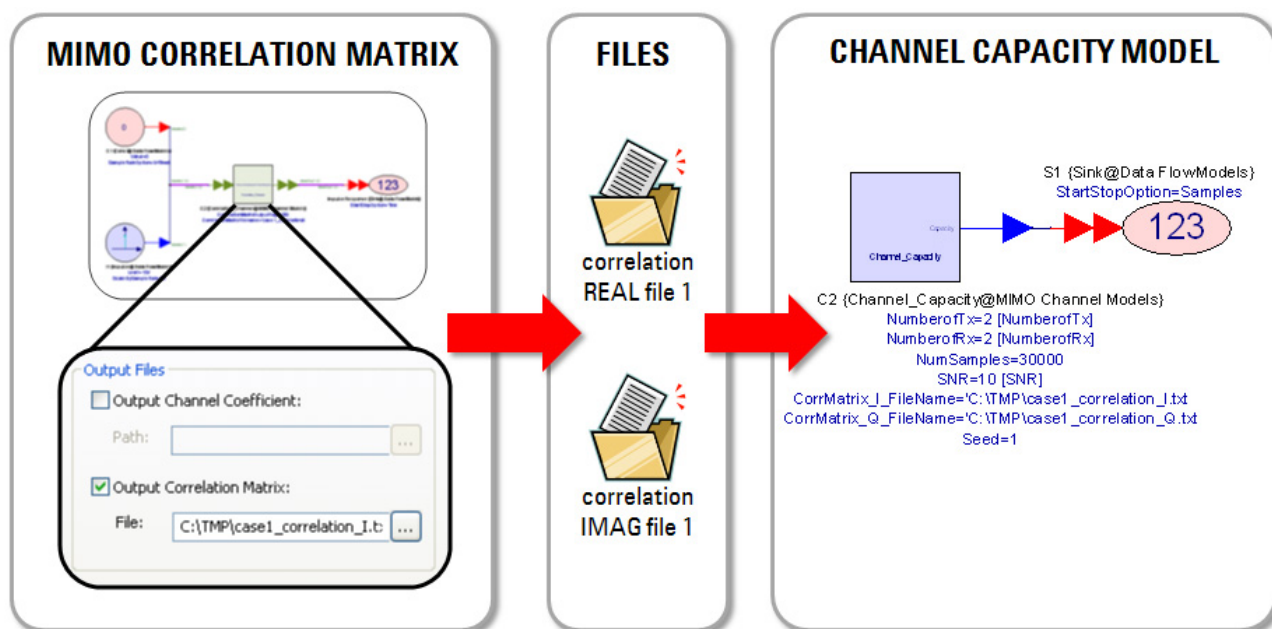 MIMO CORRELATION MATRIX
0
123
Output Files
Output Channel Coefficient:
Path:
...
Output Correlation Matrix:
File:
C:\TMP\case1_correlation_I.t
...
FILES
correlation
REAL file 1
correlation
IMAG file 1
CHANNEL CAPACITY MODEL
S1 {Sink@Data FlowModels}
StartStopOption=Samples
Capacity
123
Channel_Capacity
C2 {Channel_Capacity@MIMO Channel Models}
NumberofTx=2 [NumberofTx]
NumberofRx=2 [NumberofRx]
NumSamples=30000
SNR=10 [SNR]
CorrMatrix_I_FileName='C:\TMP\case1_correlation_I.txt
CorrMatrix_Q_FileName='C:\TMP\case1_correlation_Q.txt
Seed=1